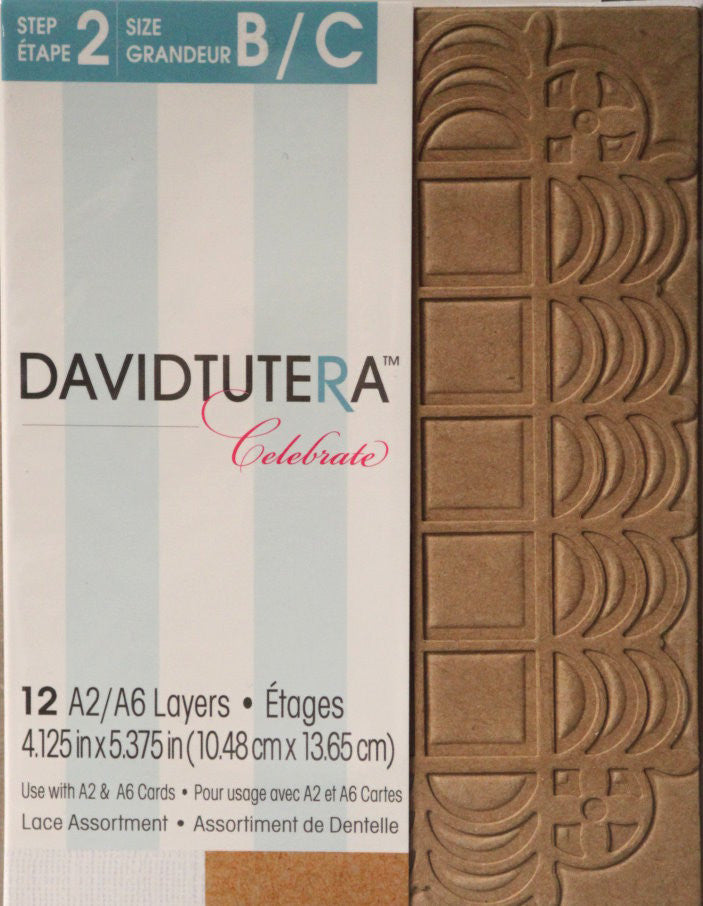 STEP 2 SIZE B/C
ÉTAPE GRANDEUR
DAVIDTUTERA™
Celebrate
12 A2/A6 Layers • Étages
4.125 in x 5.375 in (10.48 cm x 13.65 cm)
Use with A2 & A6 Cards • Pour usage avec A2 et A6 Cartes
Lace Assortment • Assortiment de Dentelle